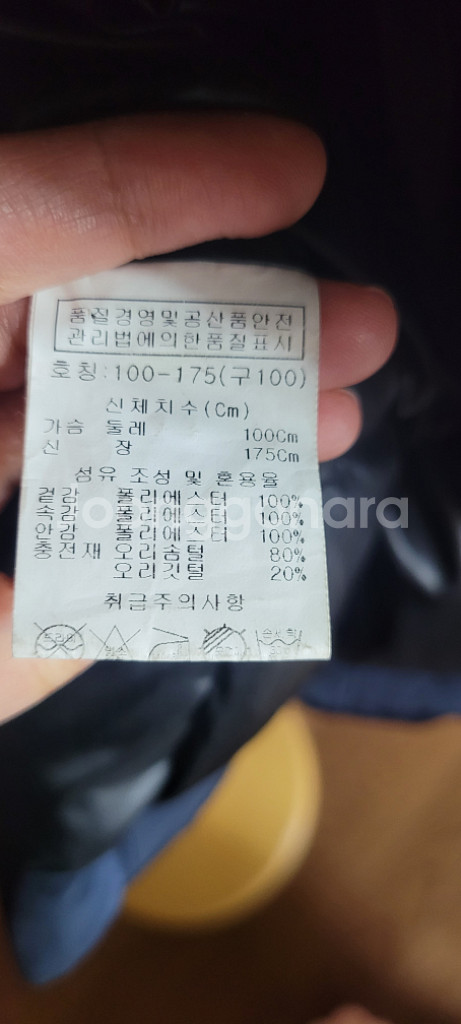 품질경영및공산품안전
관리법에의한품질표시
호칭:100-175(구100)
신체치수(Cm)
가슴 둘레 100Cm
신 장 175Cm
섬유 조성 및 혼용율
겉감 폴리에스터 100%
속감 폴리에스터 100%
안감 폴리에스터 100%
충전재 오리솜털 80%
오리깃털 20%
취급주의사항
드라이